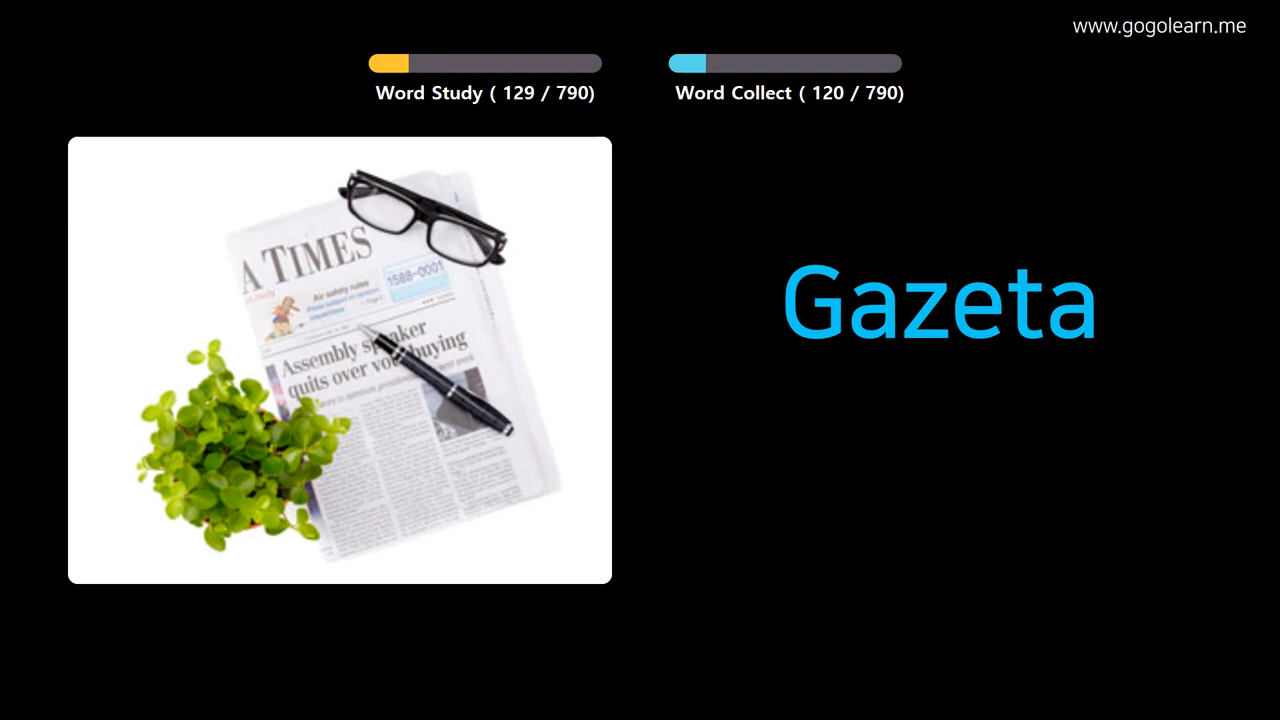 www.gogolearn.me
Word Study ( 129 / 790)
Word Collect ( 120 / 790)
A TIMES
1588-0001
Air safety rules
Assembly speaker
quits over vote buying
Gazeta